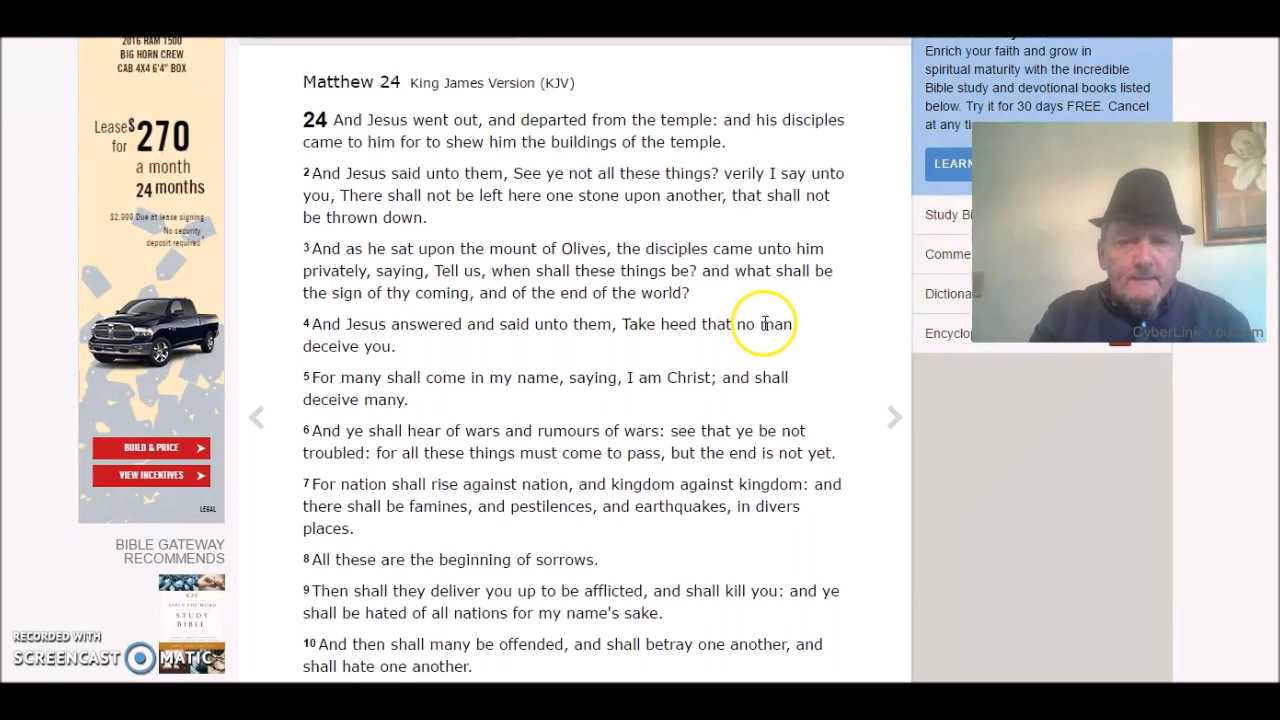 2016 RAM 1500
BIG HORN CREW
CAB 4X4 6'4" BOX
Lease $270
for
a month
24 months
$2,999 Due at lease signing
No security
deposit required*
BUILD & PRICE
VIEW INCENTIVES
LEGAL
BIBLE GATEWAY
RECOMMENDS
KJV
APPLY THE WORD
STUDY
BIBLE
RECORDED WITH
SCREENCAST MATIC
Matthew 24 King James Version (KJV)
24 And Jesus went out, and departed from the temple: and his disciples
came to him for to shew him the buildings of the temple.
2 And Jesus said unto them, See ye not all these things? verily I say unto
you, There shall not be left here one stone upon another, that shall not
be thrown down.
3 And as he sat upon the mount of Olives, the disciples came unto him
privately, saying, Tell us, when shall these things be? and what shall be
the sign of thy coming, and of the end of the world?
4 And Jesus answered and said unto them, Take heed that no man
deceive you.
5 For many shall come in my name, saying, I am Christ; and shall
deceive many.
6 And ye shall hear of wars and rumours of wars: see that ye be not
troubled: for all these things must come to pass, but the end is not yet.
7 For nation shall rise against nation, and kingdom against kingdom: and
there shall be famines, and pestilences, and earthquakes, in divers
places.
8 All these are the beginning of sorrows.
9 Then shall they deliver you up to be afflicted, and shall kill you: and ye
shall be hated of all nations for my name's sake.
10 And then shall many be offended, and shall betray one another, and
shall hate one another.
Enrich your faith and grow in
spiritual maturity with the incredible
Bible study and devotional books listed
below. Try it for 30 days FREE. Cancel
at any
LEARN
Study Bi
Comme
Dictiona
Encyclo
CyberLink YouCam